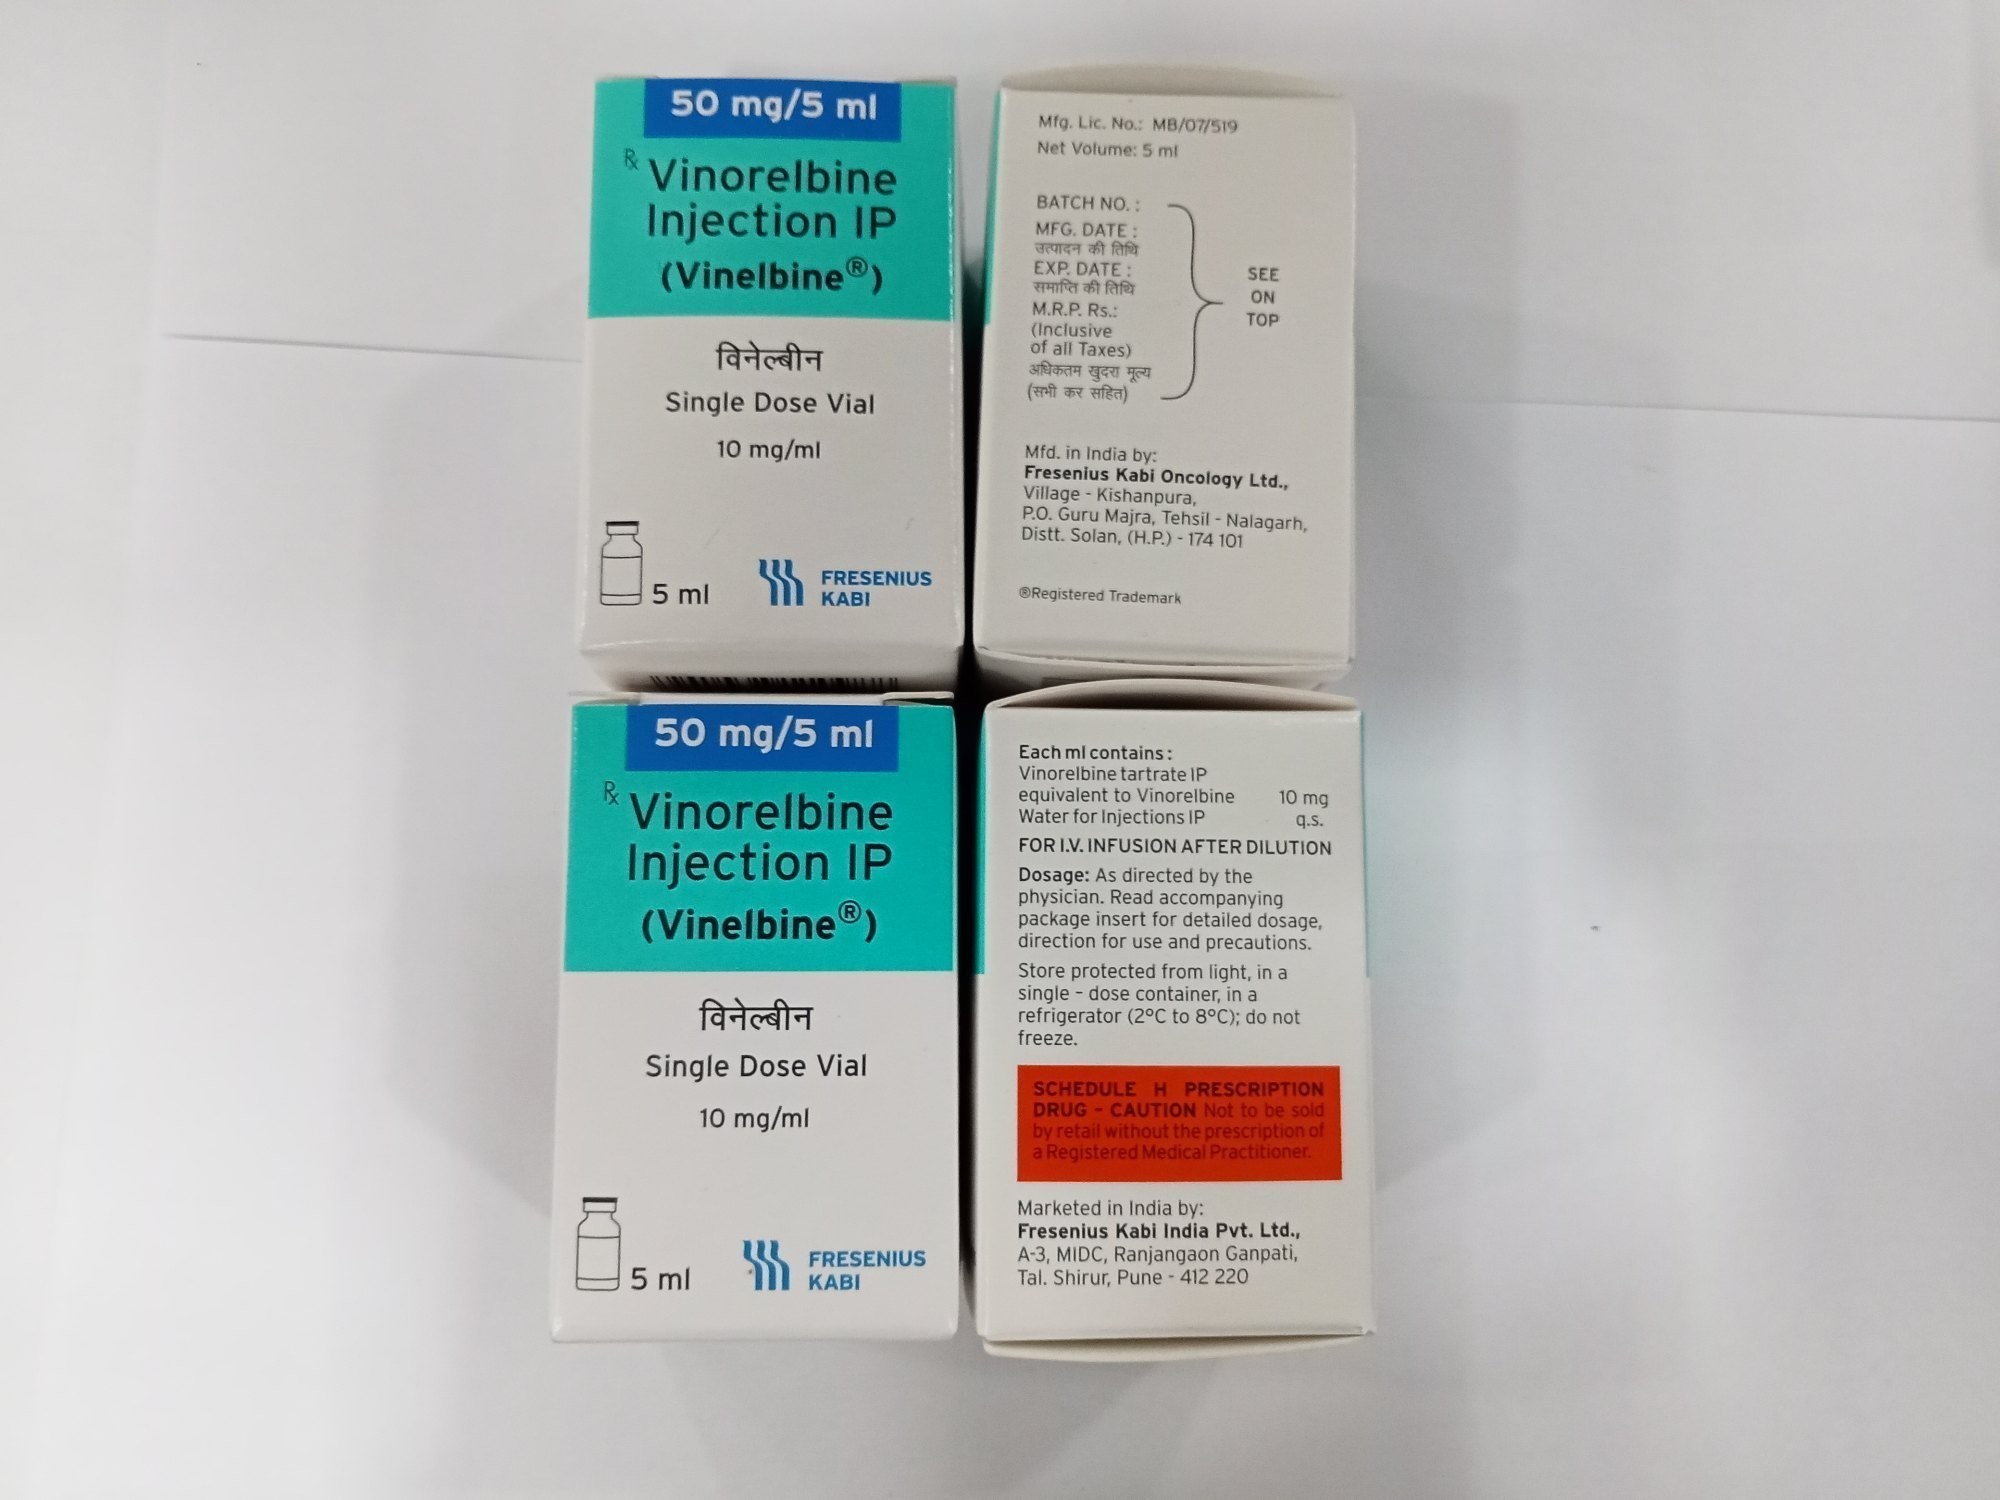 50 mg/5 ml
Rx Vinorelbine
Injection IP
(Vinelbine®)
विनेल्बीन
Single Dose Vial
10 mg/ml
5 ml
FRESENIUS
KABI
Mfg. Lic. No.: MB/07/519
Net Volume: 5 ml
BATCH NO. :
MFG. DATE :
उत्पादन की तिथि
EXP. DATE :
समाप्ति की तिथि
M.R.P. Rs.:
(Inclusive
of all Taxes)
अधिकतम खुदरा मूल्य
(सभी कर सहित)
SEE
ON
TOP
Mfd. in India by:
Fresenius Kabi Oncology Ltd.,
Village - Kishanpura,
P.O. Guru Majra, Tehsil - Nalagarh,
Distt. Solan, (H.P.) - 174 101
®Registered Trademark
50 mg/5 ml
Rx Vinorelbine
Injection IP
(Vinelbine®)
विनेल्बीन
Single Dose Vial
10 mg/ml
5 ml
FRESENIUS
KABI
Each ml contains :
Vinorelbine tartrate IP
equivalent to Vinorelbine 10 mg
Water for Injections IP q.s.
FOR I.V. INFUSION AFTER DILUTION
Dosage: As directed by the
physician. Read accompanying
package insert for detailed dosage,
direction for use and precautions.
Store protected from light, in a
single - dose container, in a
refrigerator (2°C to 8°C); do not
freeze.
SCHEDULE H PRESCRIPTION
DRUG - CAUTION Not to be sold
by retail without the prescription of
a Registered Medical Practitioner.
Marketed in India by:
Fresenius Kabi India Pvt. Ltd.,
A-3, MIDC, Ranjangaon Ganpati,
Tal. Shirur, Pune - 412 220